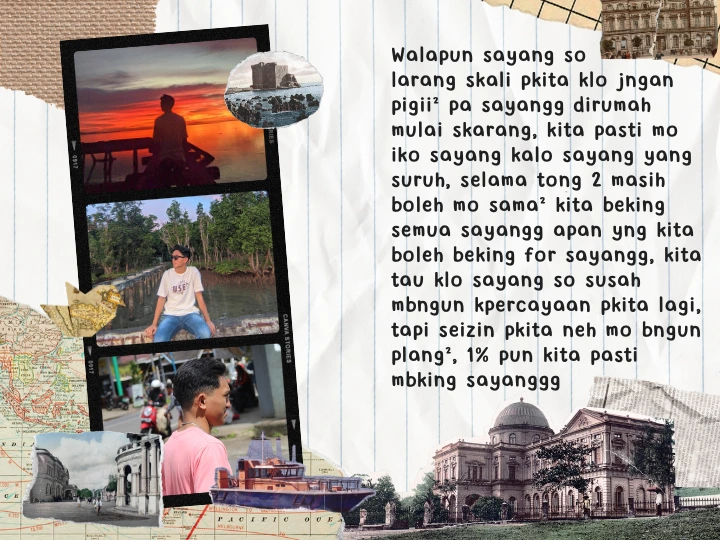 Walapun sayang so
larang skali pkita klo jngan
pigii² pa sayangg dirumah
mulai skarang, kita pasti mo
iko sayang kalo sayang yang
suruh, selama tong 2 masih
boleh mo sama² kita beking
semua sayangg apan yng kita
boleh beking for sayangg, kita
tau klo sayang so susah
mbngun kpercayaan pkita lagi,
tapi seizin pkita neh mo bngun
plang², 1% pun kita pasti
mbking sayanggg
CANVA STORIES
PACIFIC OCEA